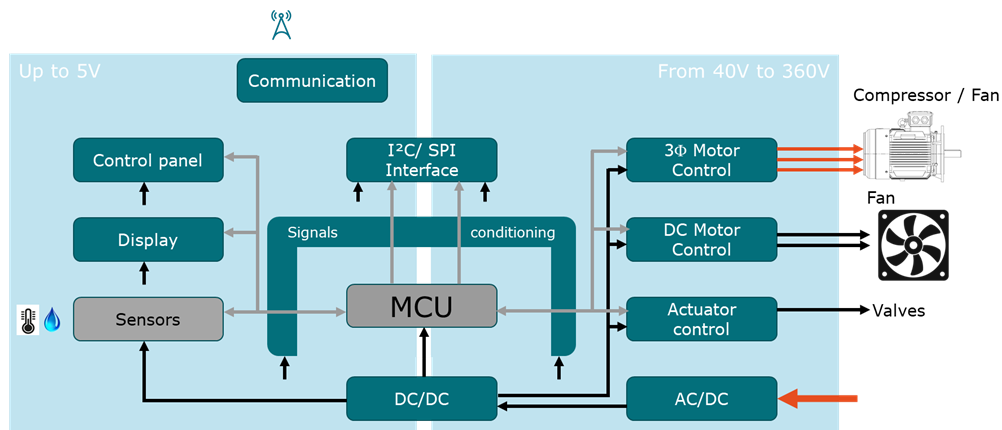 Up to 5V
From 40V to 360V
Communication
Compressor / Fan
Control panel
I²C/ SPI
Interface
3Φ Motor
Control
Fan
Display
Signals
conditioning
DC Motor
Control
Sensors
MCU
Actuator
control
Valves
DC/DC
AC/DC